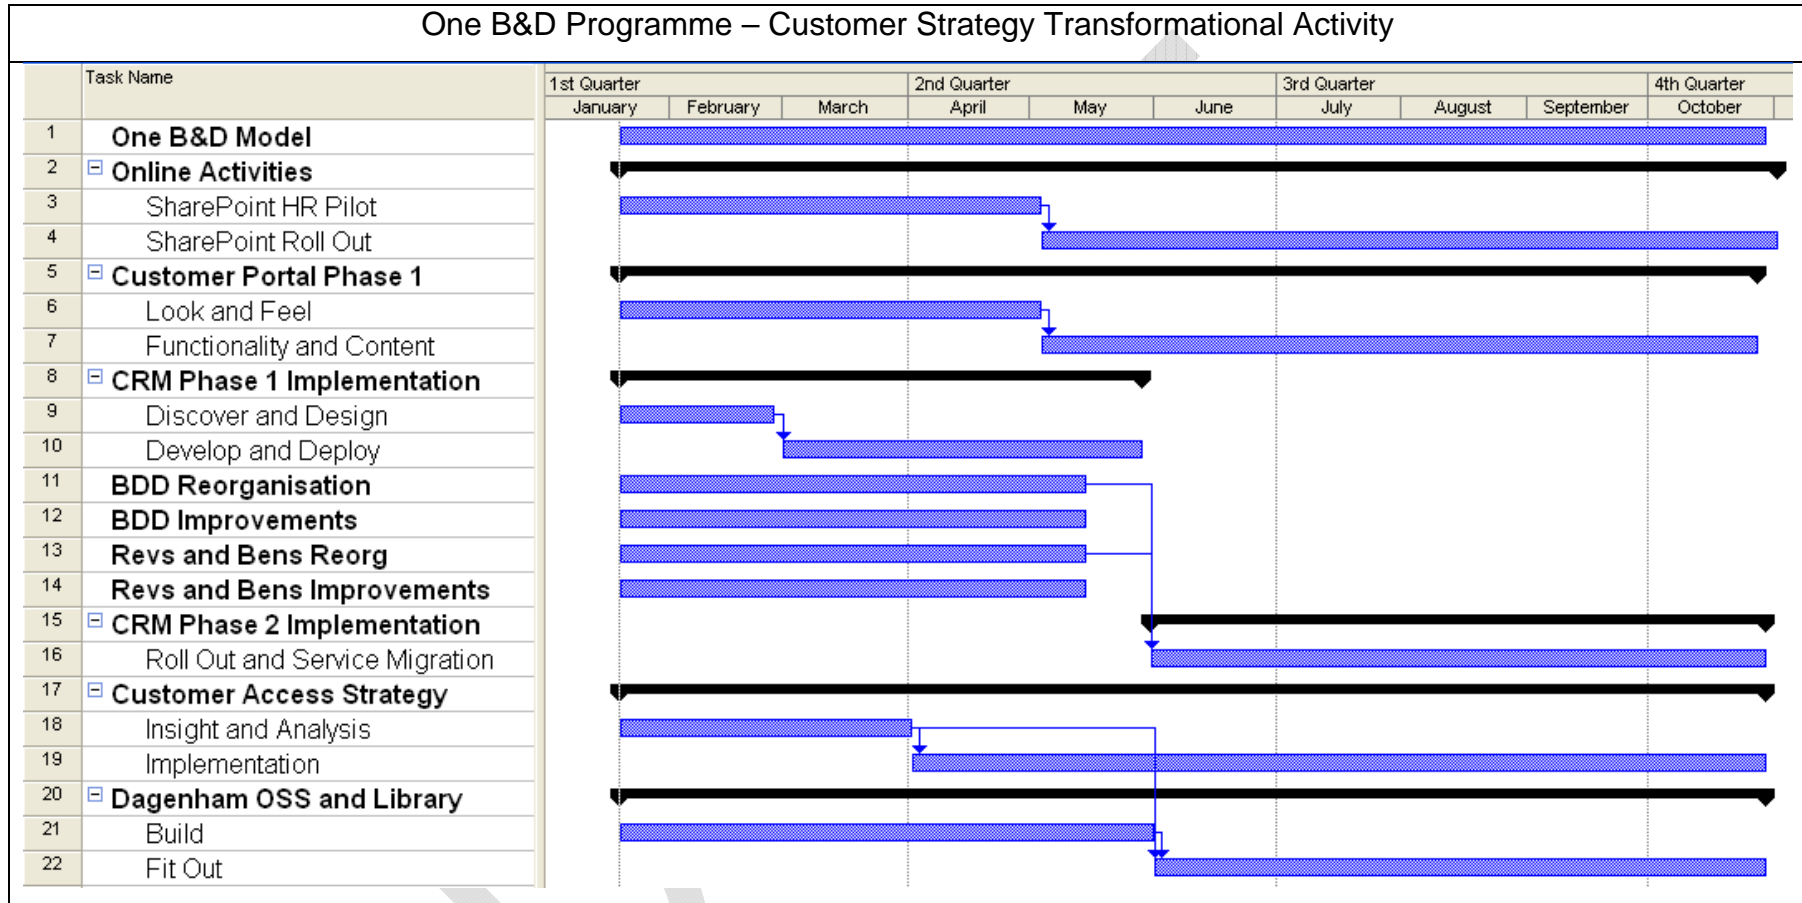 One B&D Programme – Customer Strategy Transformational Activity
Task Name
1st Quarter 2nd Quarter 3rd Quarter 4th Quarter
January February March April May June July August September October
1 One B&D Model
2 Online Activities
3 SharePoint HR Pilot
4 SharePoint Roll Out
5 Customer Portal Phase 1
6 Look and Feel
7 Functionality and Content
8 CRM Phase 1 Implementation
9 Discover and Design
10 Develop and Deploy
11 BDD Reorganisation
12 BDD Improvements
13 Revs and Bens Reorg
14 Revs and Bens Improvements
15 CRM Phase 2 Implementation
16 Roll Out and Service Migration
17 Customer Access Strategy
18 Insight and Analysis
19 Implementation
20 Dagenham OSS and Library
21 Build
22 Fit Out